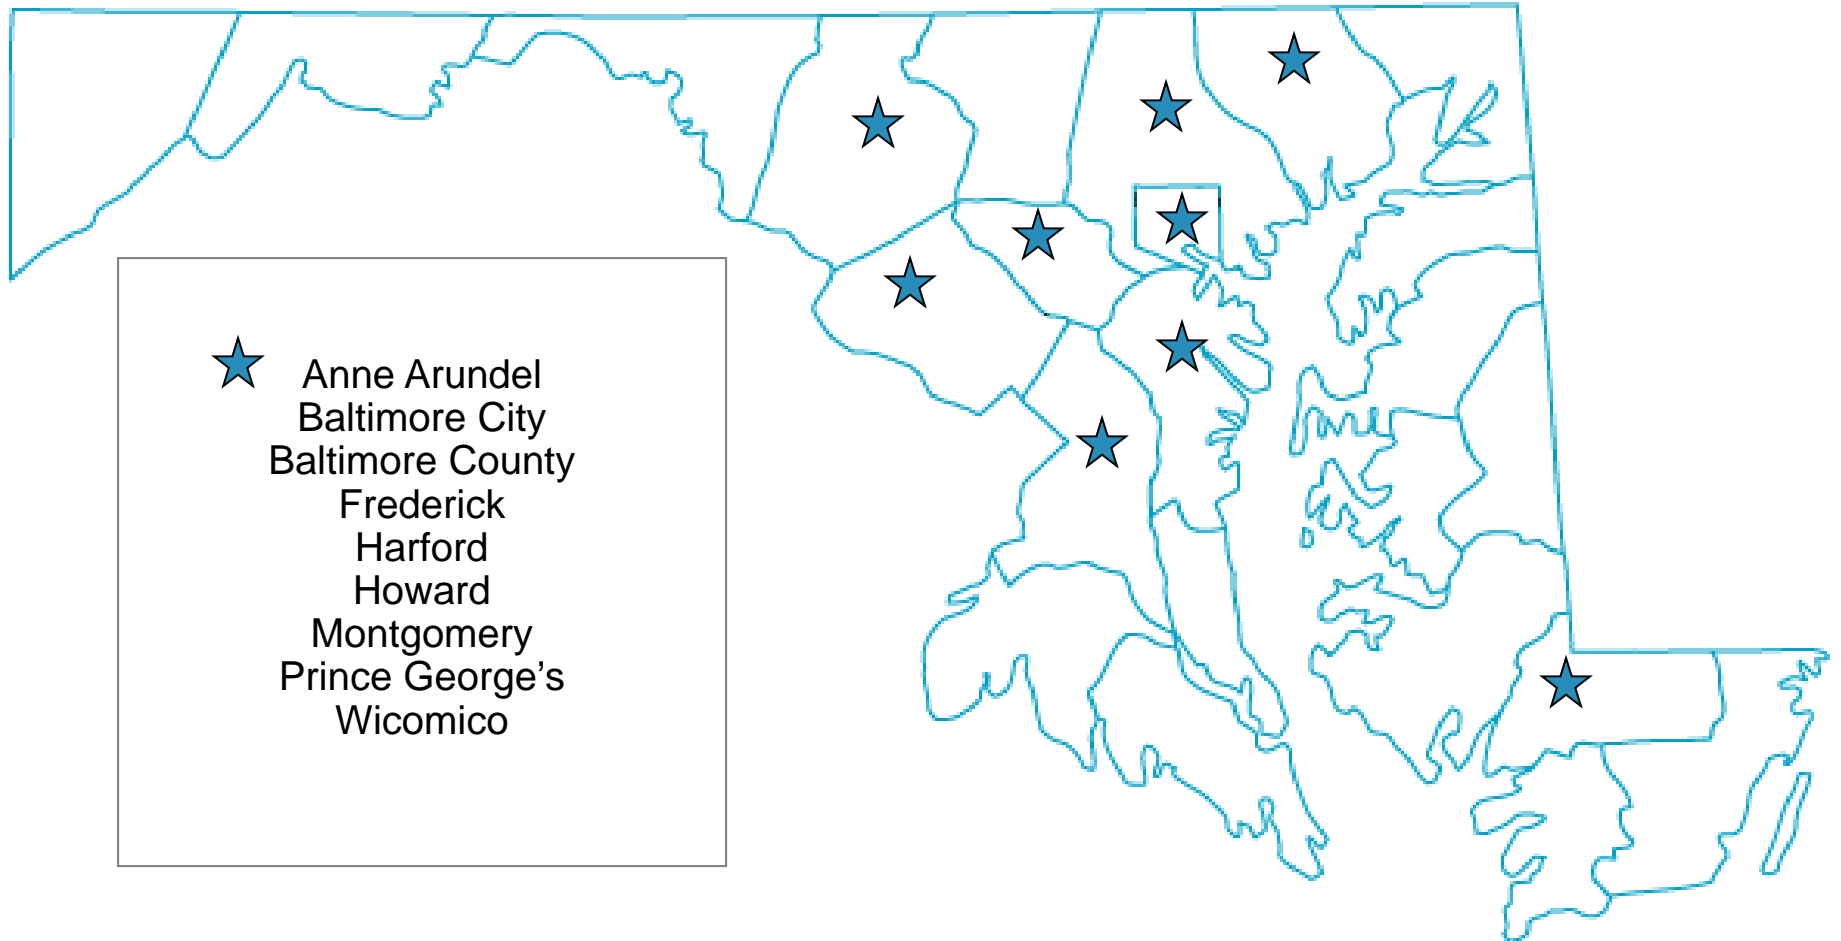 Anne Arundel
Baltimore City
Baltimore County
Frederick
Harford
Howard
Montgomery
Prince George’s
Wicomico